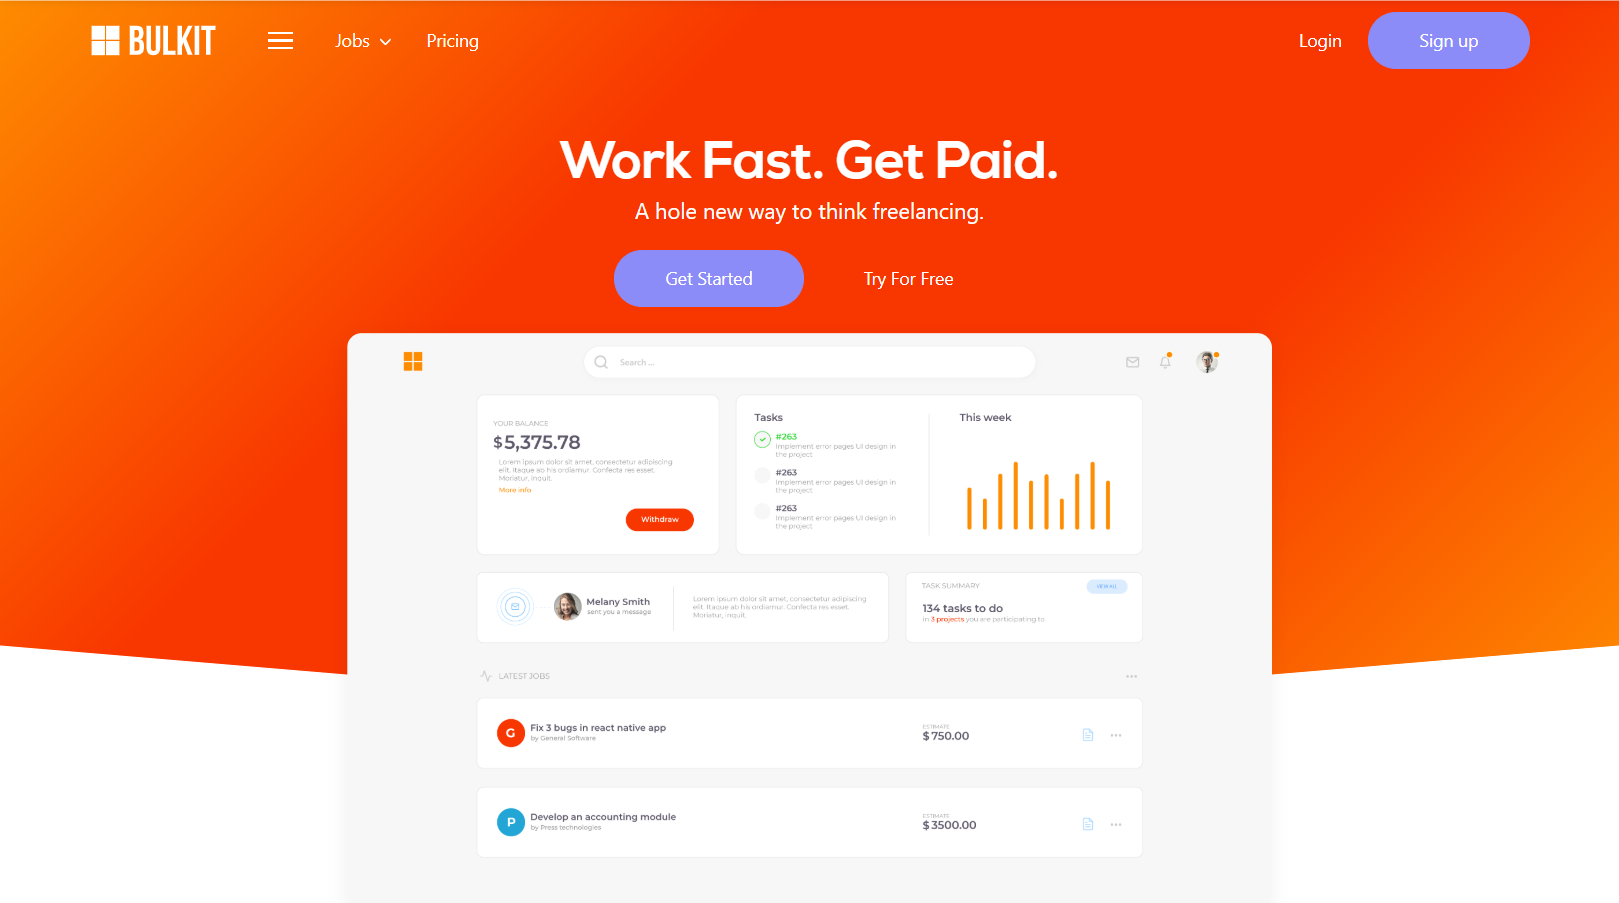 BULKIT
Jobs
Pricing
Login
Sign up
Work Fast. Get Paid.
A hole new way to think freelancing.
Get Started
Try For Free
Search ...
YOUR BALANCE
$5,375.78
Lorem ipsum dolor sit amet, consectetur adipiscing
elit. Itaque ab his ordiamur. Confecta res esset.
Moriatur, inquit.
More info
Withdraw
Tasks
#263
Implement error pages UI design in
the project
#263
Implement error pages UI design in
the project
#263
Implement error pages UI design in
the project
This week
Melany Smith
sent you a message
Lorem ipsum dolor sit amet, consectetur adipiscing
elit. Itaque ab his ordiamur. Confecta res esset.
Moriatur, inquit.
TASK SUMMARY
VIEW ALL
134 tasks to do
in 3 projects you are participating to
LATEST JOBS
G
Fix 3 bugs in react native app
by General Software
ESTIMATE
$750.00
P
Develop an accounting module
by Press technologies
ESTIMATE
$3500.00